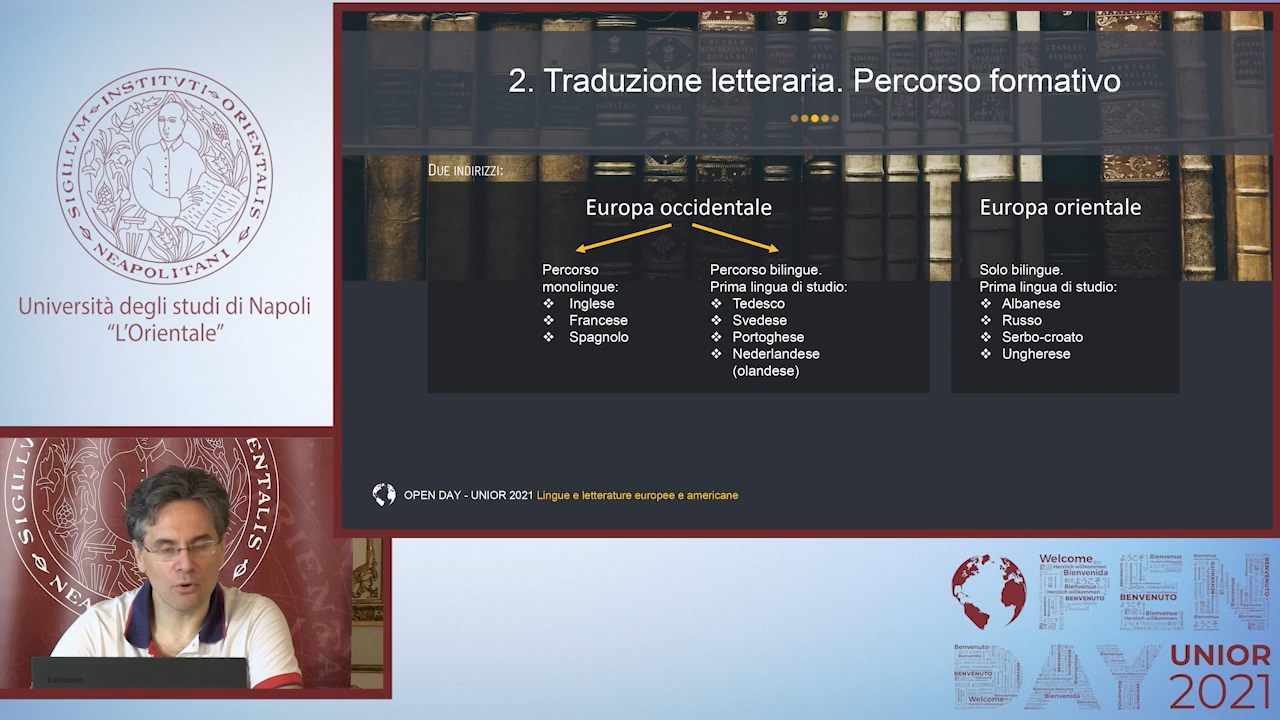 SIGILLVM INSTITVTI ORIENTALIS NEAPOLITANI
Università degli studi di Napoli
"L'Orientale"
2. Traduzione letteraria. Percorso formativo
DUE INDIRIZZI:
Europa occidentale
Percorso
monolingue:
❖ Inglese
❖ Francese
❖ Spagnolo
Percorso bilingue.
Prima lingua di studio:
❖ Tedesco
❖ Svedese
❖ Portoghese
❖ Nederlandese
(olandese)
Europa orientale
Solo bilingue.
Prima lingua di studio:
❖ Albanese
❖ Russo
❖ Serbo-croato
❖ Ungherese
OPEN DAY - UNIOR 2021 Lingue e letterature europee e americane
Lenovo
OPEN
DAY
Welcome
Bienvenida
BENVENUTO
UNIOR
2021